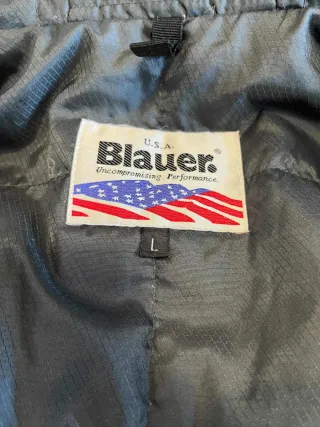 U.S.A.
Blauer.®
Uncompromising Performance.
L